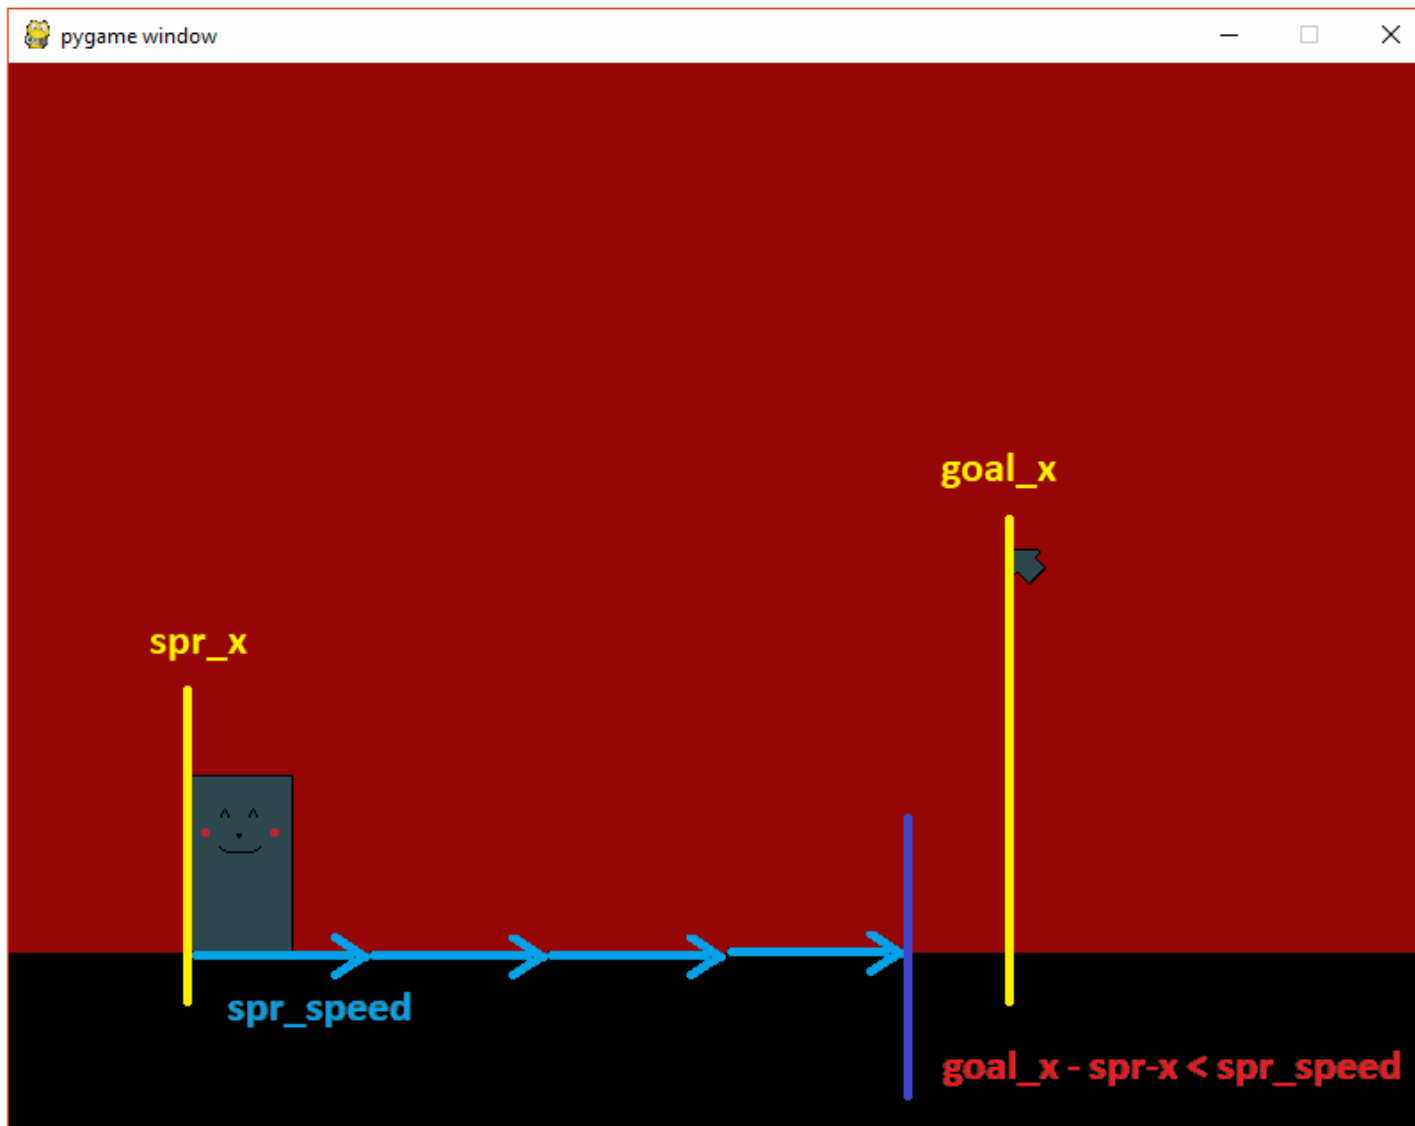 pygame window
goal_x
spr_x
spr_speed
goal_x - spr-x < spr_speed